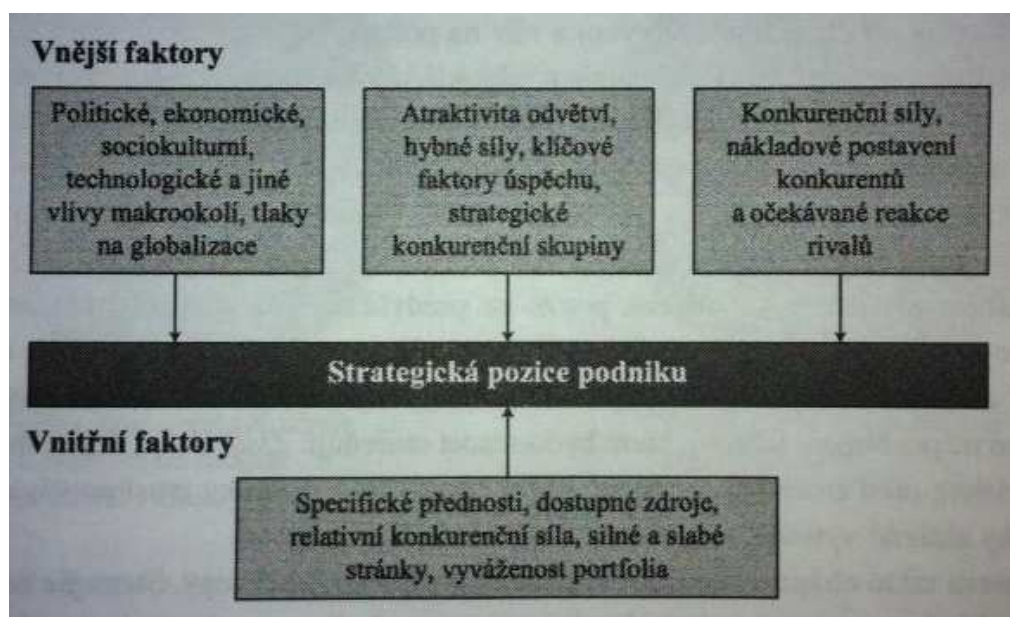 Vnější faktory
Politické, ekonomické,
sociokulturní,
technologické a jiné
vlivy makrookolí, tlaky
na globalizace
Atraktivita odvětví,
hybné síly, klíčové
faktory úspěchu,
strategické
konkurenční skupiny
Konkurenční síly,
nákladové postavení
konkurentů
a očekávané reakce
rivalů
Strategická pozice podniku
Vnitřní faktory
Specifické přednosti, dostupné zdroje,
relativní konkurenční síla, silné a slabé
stránky, vyváženost portfolia